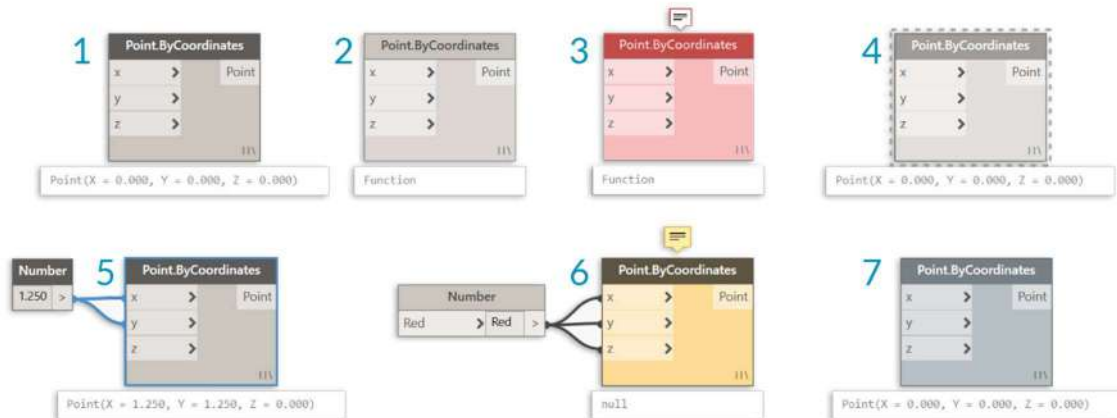 1
Point.ByCoordinates
x > Point
y >
z >
Point(X = 0.000, Y = 0.000, Z = 0.000)
2
Point.ByCoordinates
x > Point
y >
z >
Function
3
Point.ByCoordinates
x > Point
y >
z >
Function
4
Point.ByCoordinates
x > Point
y >
z >
Point(X = 0.000, Y = 0.000, Z = 0.000)
Number
1.250 >
5
Point.ByCoordinates
x > Point
y >
z >
Point(X = 1.250, Y = 1.250, Z = 0.000)
Number
Red > Red >
6
Point.ByCoordinates
x > Point
y >
z >
null
7
Point.ByCoordinates
x > Point
y >
z >
Point(X = 0.000, Y = 0.000, Z = 0.000)